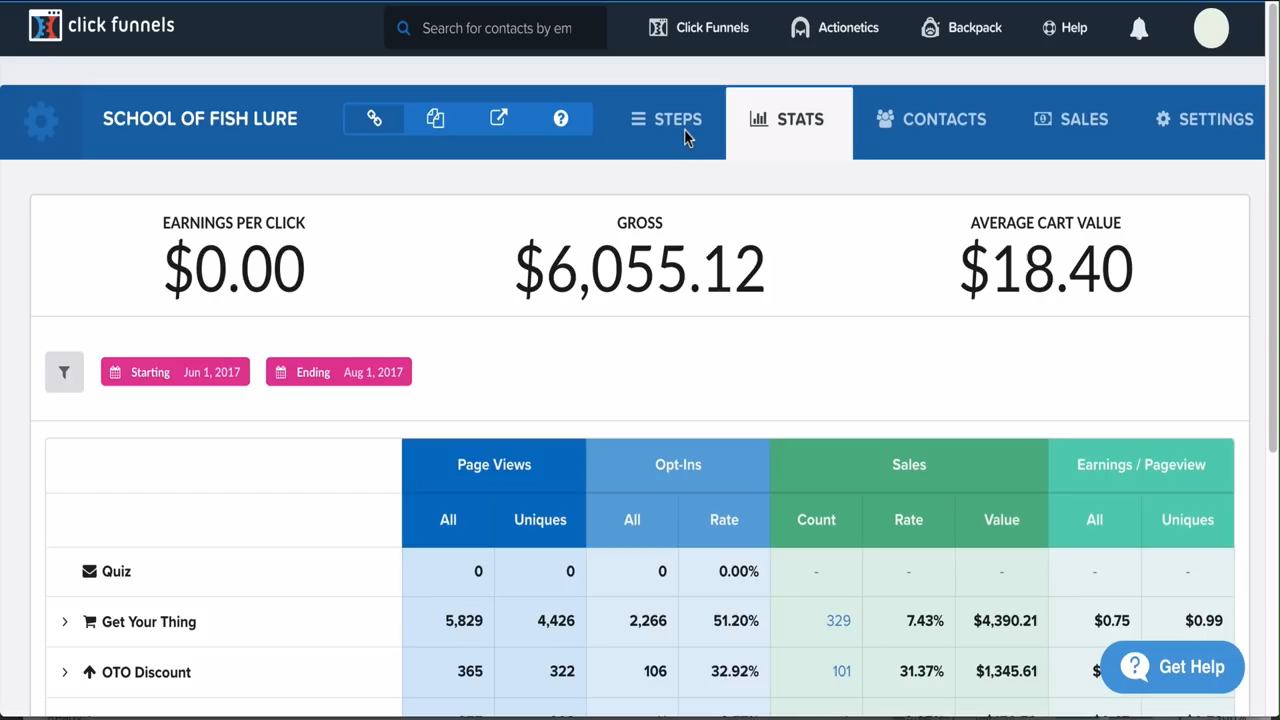 click funnels
Search for contacts by em
Click Funnels
Actionetics
Backpack
Help
SCHOOL OF FISH LURE
STEPS
STATS
CONTACTS
SALES
SETTINGS
EARNINGS PER CLICK
GROSS
AVERAGE CART VALUE
$0.00
$6,055.12
$18.40
Starting Jun 1, 2017
Ending Aug 1, 2017
Page Views Opt-Ins Sales Earnings / Pageview
All Uniques All Rate Count Rate Value All Uniques
Quiz 0 0 0 0.00% - - - - -
Get Your Thing 5,829 4,426 2,266 51.20% 329 7.43% $4,390.21 $0.75 $0.99
OTO Discount 365 322 106 32.92% 101 31.37% $1,345.61 $
Get Help